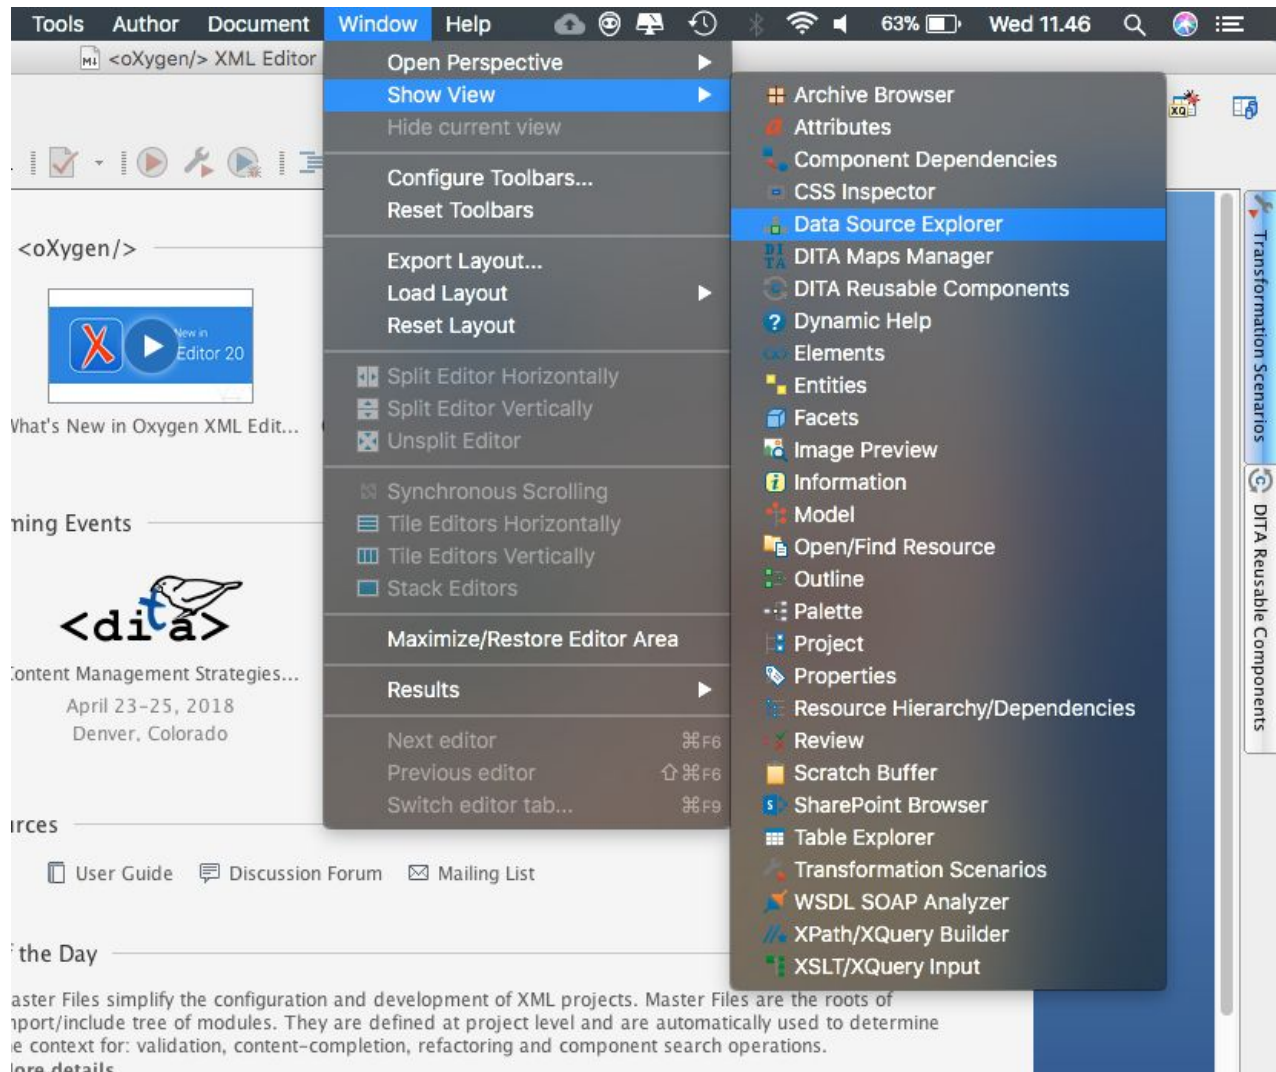 Tools Author Document Window Help 63% Wed 11.46
<oXygen/> XML Editor
Open Perspective
Show View
Hide current view
Configure Toolbars...
Reset Toolbars
Export Layout...
Load Layout
Reset Layout
Split Editor Horizontally
Split Editor Vertically
Unsplit Editor
Synchronous Scrolling
Tile Editors Horizontally
Tile Editors Vertically
Stack Editors
Maximize/Restore Editor Area
Results
Next editor ⌘F6
Previous editor ⇧⌘F6
Switch editor tab... ⌘F9
Archive Browser
Attributes
Component Dependencies
CSS Inspector
Data Source Explorer
DITA Maps Manager
DITA Reusable Components
Dynamic Help
Elements
Entities
Facets
Image Preview
Information
Model
Open/Find Resource
Outline
Palette
Project
Properties
Resource Hierarchy/Dependencies
Review
Scratch Buffer
SharePoint Browser
Table Explorer
Transformation Scenarios
WSDL SOAP Analyzer
XPath/XQuery Builder
XSLT/XQuery Input
<oXygen/>
New in
Editor 20
What's New in Oxygen XML Edit...
ming Events
<dita>
Content Management Strategies...
April 23-25, 2018
Denver, Colorado
urces
User Guide Discussion Forum Mailing List
f the Day
aster Files simplify the configuration and development of XML projects. Master Files are the roots of
mport/include tree of modules. They are defined at project level and are automatically used to determine
e context for: validation, content-completion, refactoring and component search operations.
More details
XQ
Transformation Scenarios
DITA Reusable Components